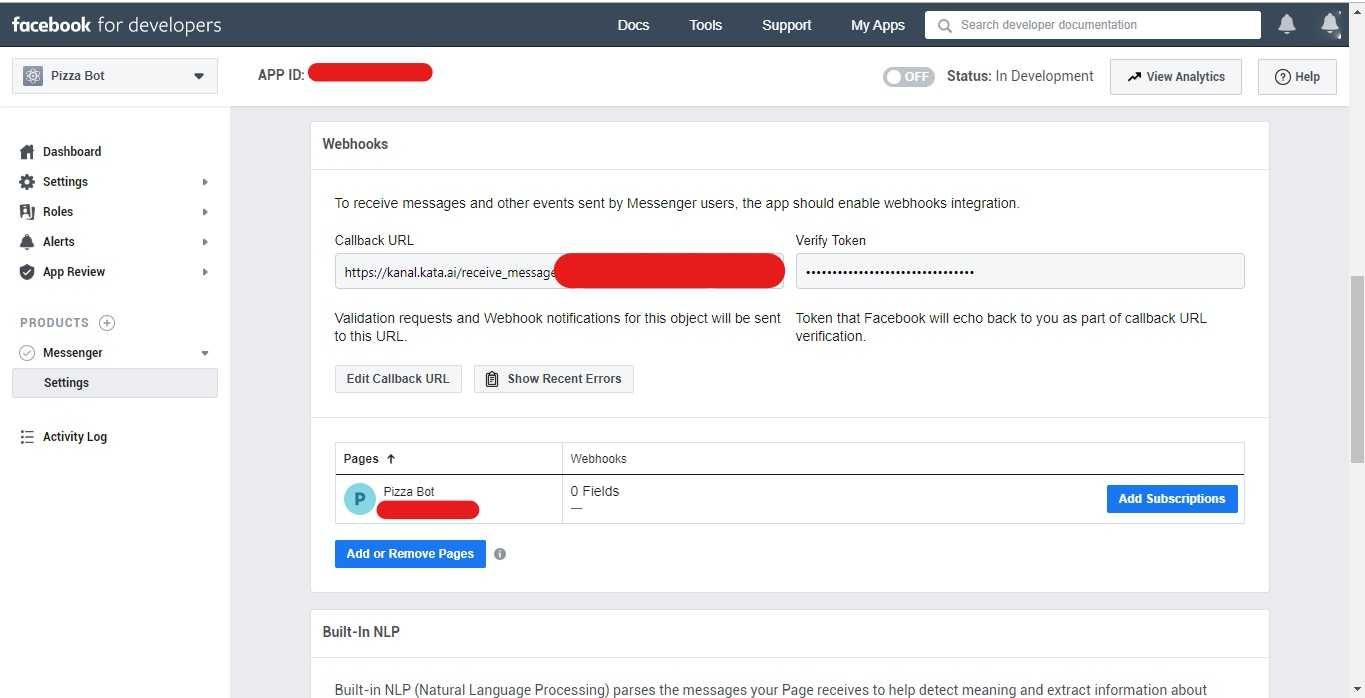 facebook for developers
Docs
Tools
Support
My Apps
Search developer documentation
Pizza Bot
APP ID:
OFF
Status: In Development
View Analytics
Help
Dashboard
Settings
Roles
Alerts
App Review
PRODUCTS
Messenger
Settings
Activity Log
Webhooks
To receive messages and other events sent by Messenger users, the app should enable webhooks integration.
Callback URL
Verify Token
https://kanal.kata.ai/receive_message
••••••••••••••••••••••••••••••••
Validation requests and Webhook notifications for this object will be sent
to this URL.
Token that Facebook will echo back to you as part of callback URL
verification.
Edit Callback URL
Show Recent Errors
Pages ↑
Webhooks
P
Pizza Bot
0 Fields
—
Add Subscriptions
Add or Remove Pages
Built-In NLP
Built-in NLP (Natural Language Processing) parses the messages your Page receives to help detect meaning and extract information about